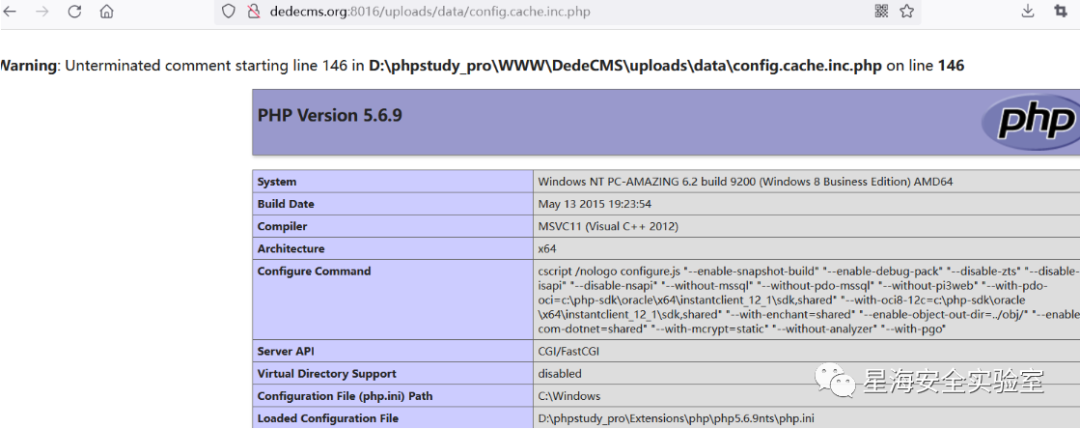 dedecms.org:8016/uploads/data/config.cache.inc.php
Warning: Unterminated comment starting line 146 in D:\phpstudy_pro\WWW\DedeCMS\uploads\data\config.cache.inc.php on line 146
PHP Version 5.6.9
php
System Windows NT PC-AMAZING 6.2 build 9200 (Windows 8 Business Edition) AMD64
Build Date May 13 2015 19:23:54
Compiler MSVC11 (Visual C++ 2012)
Architecture x64
Configure Command cscript /nologo configure.js "--enable-snapshot-build" "--enable-debug-pack" "--disable-zts" "--disable-
isapi" "--disable-nsapi" "--without-mssql" "--without-pdo-mssql" "--without-pi3web" "--with-pdo-
oci=c:\php-sdk\oracle\x64\instantclient_12_1\sdk,shared" "--with-oci8-12c=c:\php-sdk\oracle
\x64\instantclient_12_1\sdk,shared" "--with-enchant=shared" "--enable-object-out-dir=../obj/" "--enable-
com-dotnet=shared" "--with-mcrypt=static" "--without-analyzer" "--with-pgo"
Server API CGI/FastCGI
Virtual Directory Support disabled
Configuration File (php.ini) Path C:\Windows
Loaded Configuration File D:\phpstudy_pro\Extensions\php\php5.6.9nts\php.ini
星海安全实验室